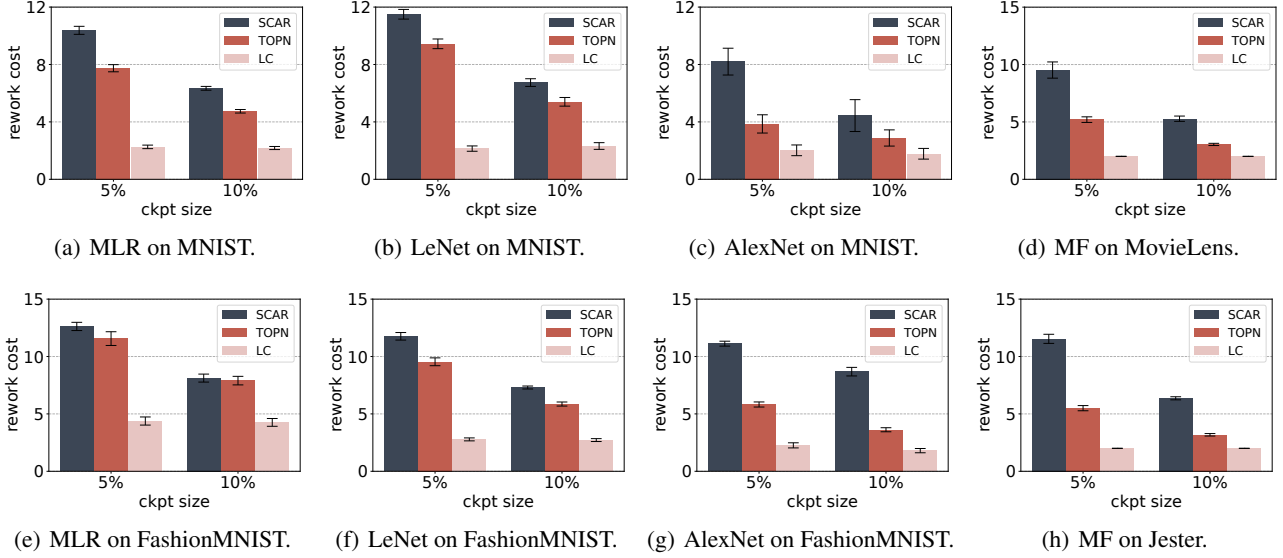 12
8
4
0
rework cost
SCAR
TOPN
LC
5%
10%
ckpt size
(a) MLR on MNIST.
12
8
4
0
rework cost
SCAR
TOPN
LC
5%
10%
ckpt size
(b) LeNet on MNIST.
12
8
4
0
rework cost
SCAR
TOPN
LC
5%
10%
ckpt size
(c) AlexNet on MNIST.
15
10
5
0
rework cost
SCAR
TOPN
LC
5%
10%
ckpt size
(d) MF on MovieLens.
15
10
5
0
rework cost
SCAR
TOPN
LC
5%
10%
ckpt size
(e) MLR on FashionMNIST.
15
10
5
0
rework cost
SCAR
TOPN
LC
5%
10%
ckpt size
(f) LeNet on FashionMNIST.
15
10
5
0
rework cost
SCAR
TOPN
LC
5%
10%
ckpt size
(g) AlexNet on FashionMNIST.
15
10
5
0
rework cost
SCAR
TOPN
LC
5%
10%
ckpt size
(h) MF on Jester.